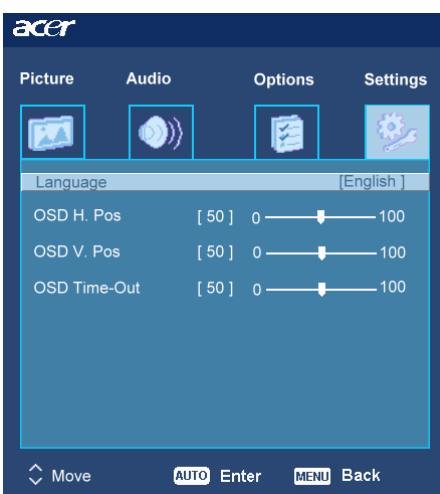 acer
Picture Audio Options Settings
Language [English ]
OSD H. Pos [ 50 ] 0 100
OSD V. Pos [ 50 ] 0 100
OSD Time-Out [ 50 ] 0 100
Move AUTO Enter MENU Back